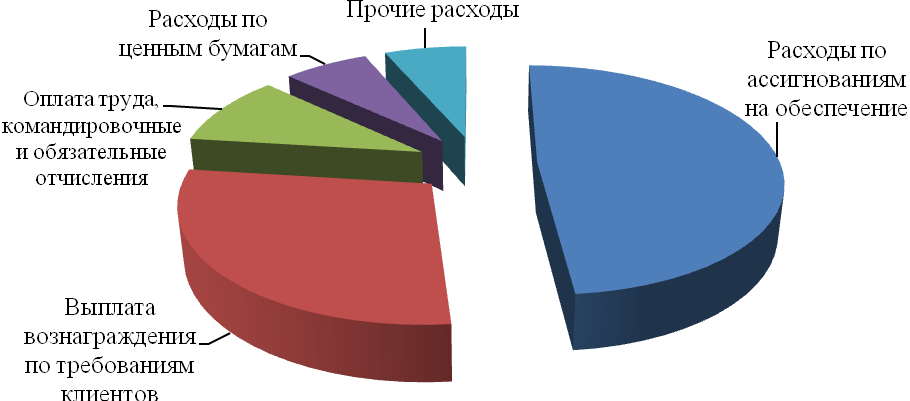 Прочие расходы
Расходы по
ценным бумагам
Расходы по
ассигнованиям
на обеспечение
Оплата труда,
командировочные
и обязательные
отчисления
Выплата
вознаграждения
по требованиям
клиентов